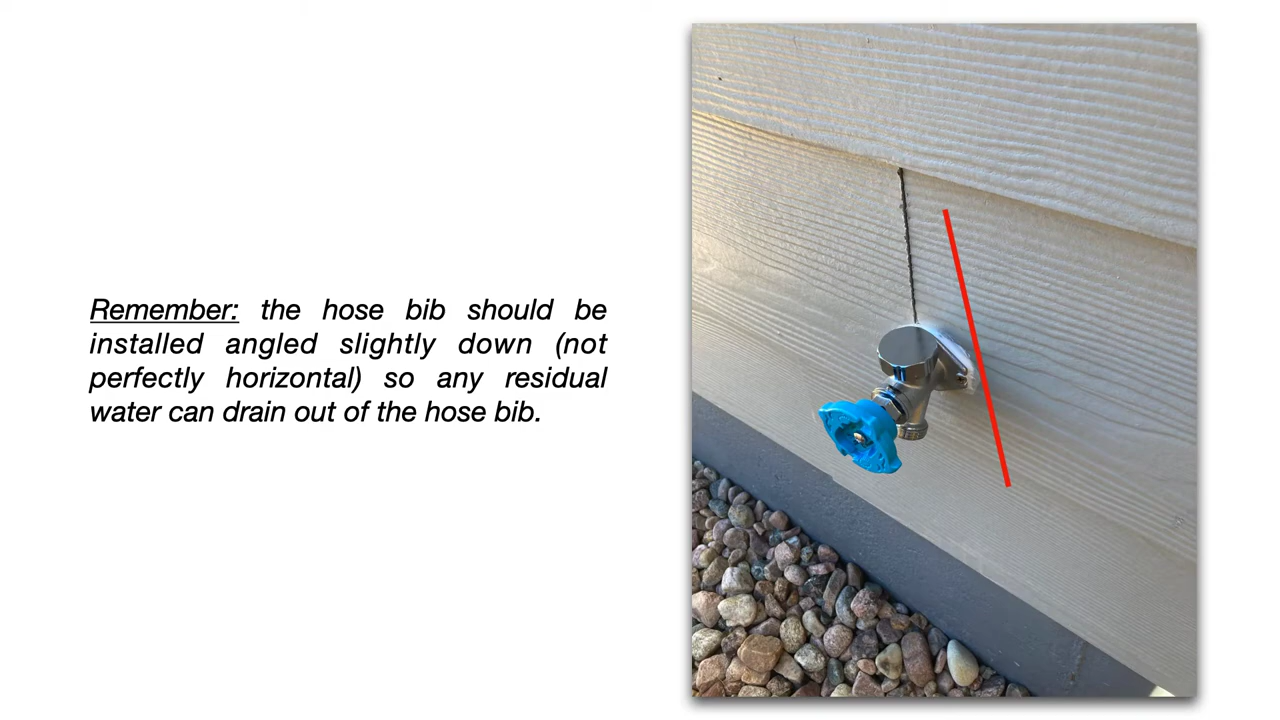 Remember: the hose bib should be
installed angled slightly down (not
perfectly horizontal) so any residual
water can drain out of the hose bib.